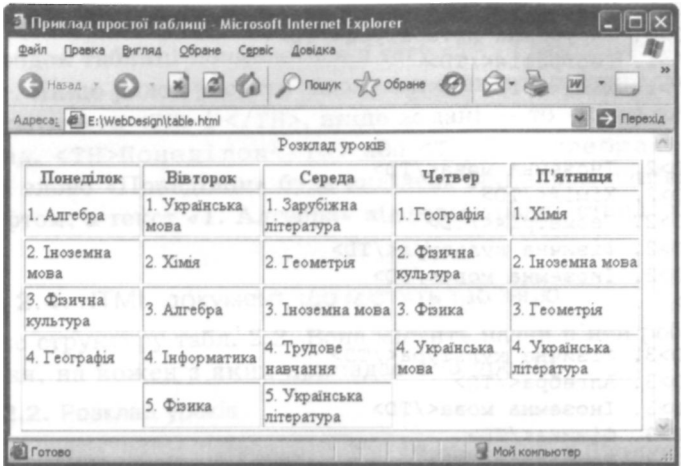 Приклад простої таблиці - Microsoft Internet Explorer
Файл Правка Вигляд Обране Сервіс Довідка
Назад Пошук Обране
Адреса: E:\WebDesign\table.html Перехід
Розклад уроків
Понеділок Вівторок Середа Четвер П'ятниця
1. Алгебра 1. Українська мова 1. Зарубіжна література 1. Географія 1. Хімія
2. Іноземна мова 2. Хімія 2. Геометрія 2. Фізична культура 2. Іноземна мова
3. Фізична культура 3. Алгебра 3. Іноземна мова 3. Фізика 3. Геометрія
4. Географія 4. Інформатика 4. Трудове навчання 4. Українська мова 4. Українська література
5. Фізика 5. Українська література
Готово Мой компьютер